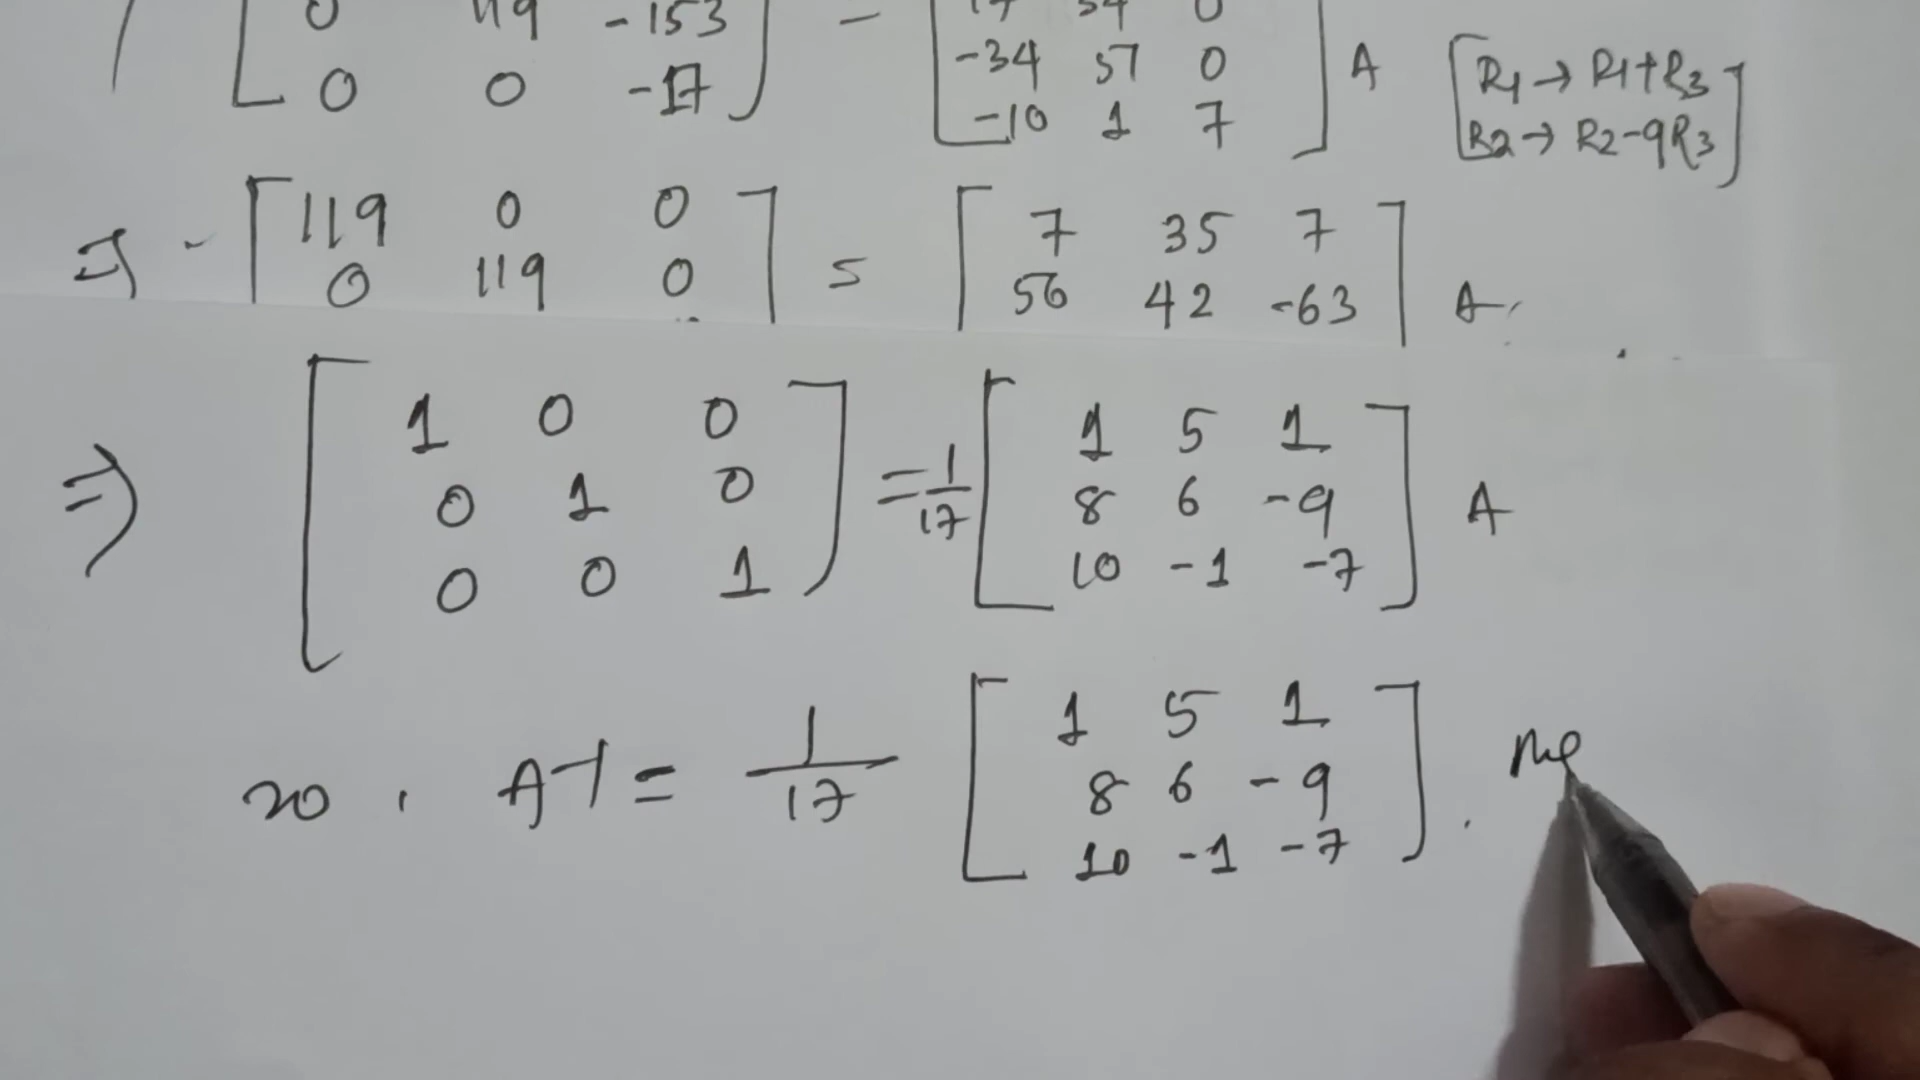 0 119 -153 = 17 34 0
0 0 -17 -34 57 0 A [R1 → R1+R3
-10 1 7 R2 → R2-9R3]
⇒ [119 0 0] = [7 35 7]
0 119 0 56 42 -63 A
⇒ [1 0 0] = 1/17 [1 5 1]
0 1 0 8 6 -9 A
0 0 1 10 -1 -7
so, A-1 = 1/17 [1 5 1].
8 6 -9
10 -1 -7